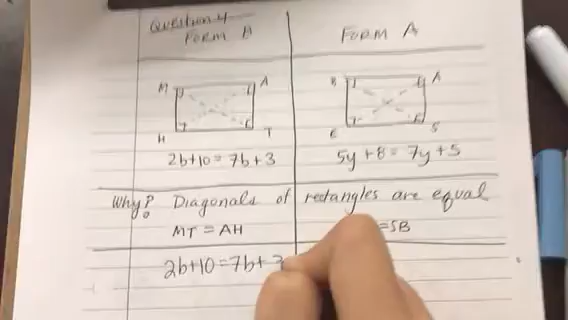 Question 4
FORM B
FORM A
M A
H T
B A
E S
2b+10 = 7b+3
5y+8 = 7y+5
Why? Diagonals of rectangles are equal
MT = AH
=SB
2b+10=7b+3